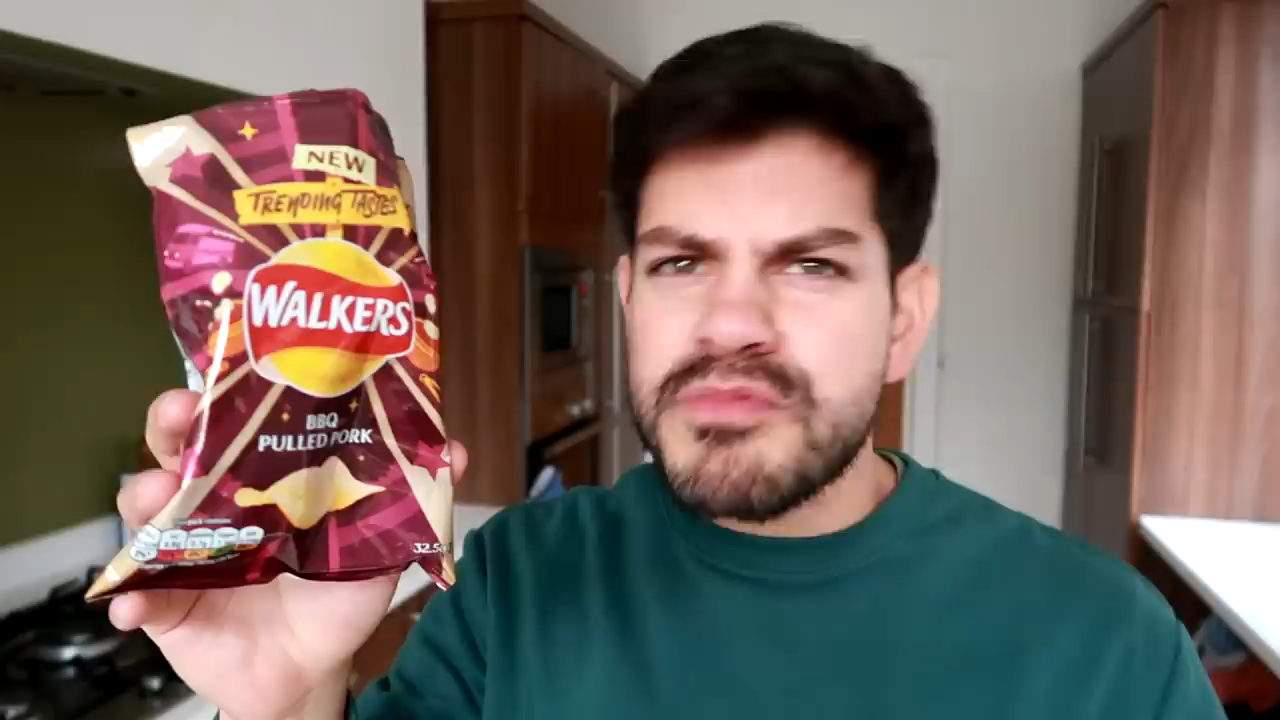 NEW
TRENDING TASTES
WALKERS
BBQ
PULLED PORK